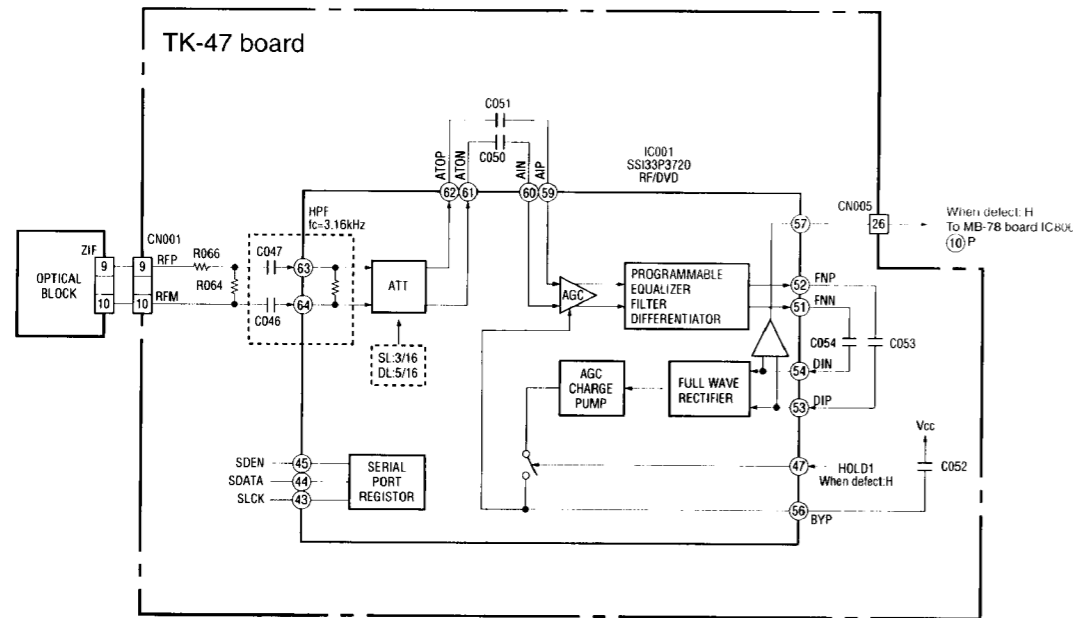 TK-47 board
C051
C050
ATOP
ATON
AIN
AIP
IC001
SSI33P3720
RF/DVD
62
61
60
59
HPF
fc=3.16kHz
57
CN005
26
When defect: H
To MB-78 board IC800
10 P
ZIF
CN001
OPTICAL
BLOCK
9
9
RFP
R066
R064
C047
63
10
10
RFM
C046
64
ATT
SL:3/16
DL:5/16
AGC
PROGRAMMABLE
EQUALIZER
FILTER
DIFFERENTIATOR
52
FNP
51
FNN
C054
C053
54
DIN
53
DIP
AGC
CHARGE
PUMP
FULL WAVE
RECTIFIER
Vcc
C052
SDEN
45
SDATA
44
SLCK
43
SERIAL
PORT
REGISTOR
47
HOLD1
When defect:H
56
BYP